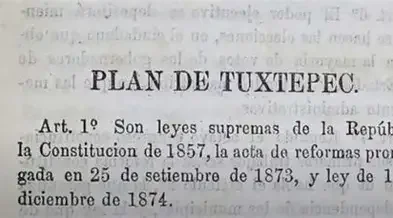 PLAN DE TUXTEPEC.
Art. 1º Son leyes supremas de la Repúb
la Constitucion de 1857, la acta de reformas pro
gada en 25 de setiembre de 1873, y ley de 1
diciembre de 1874.